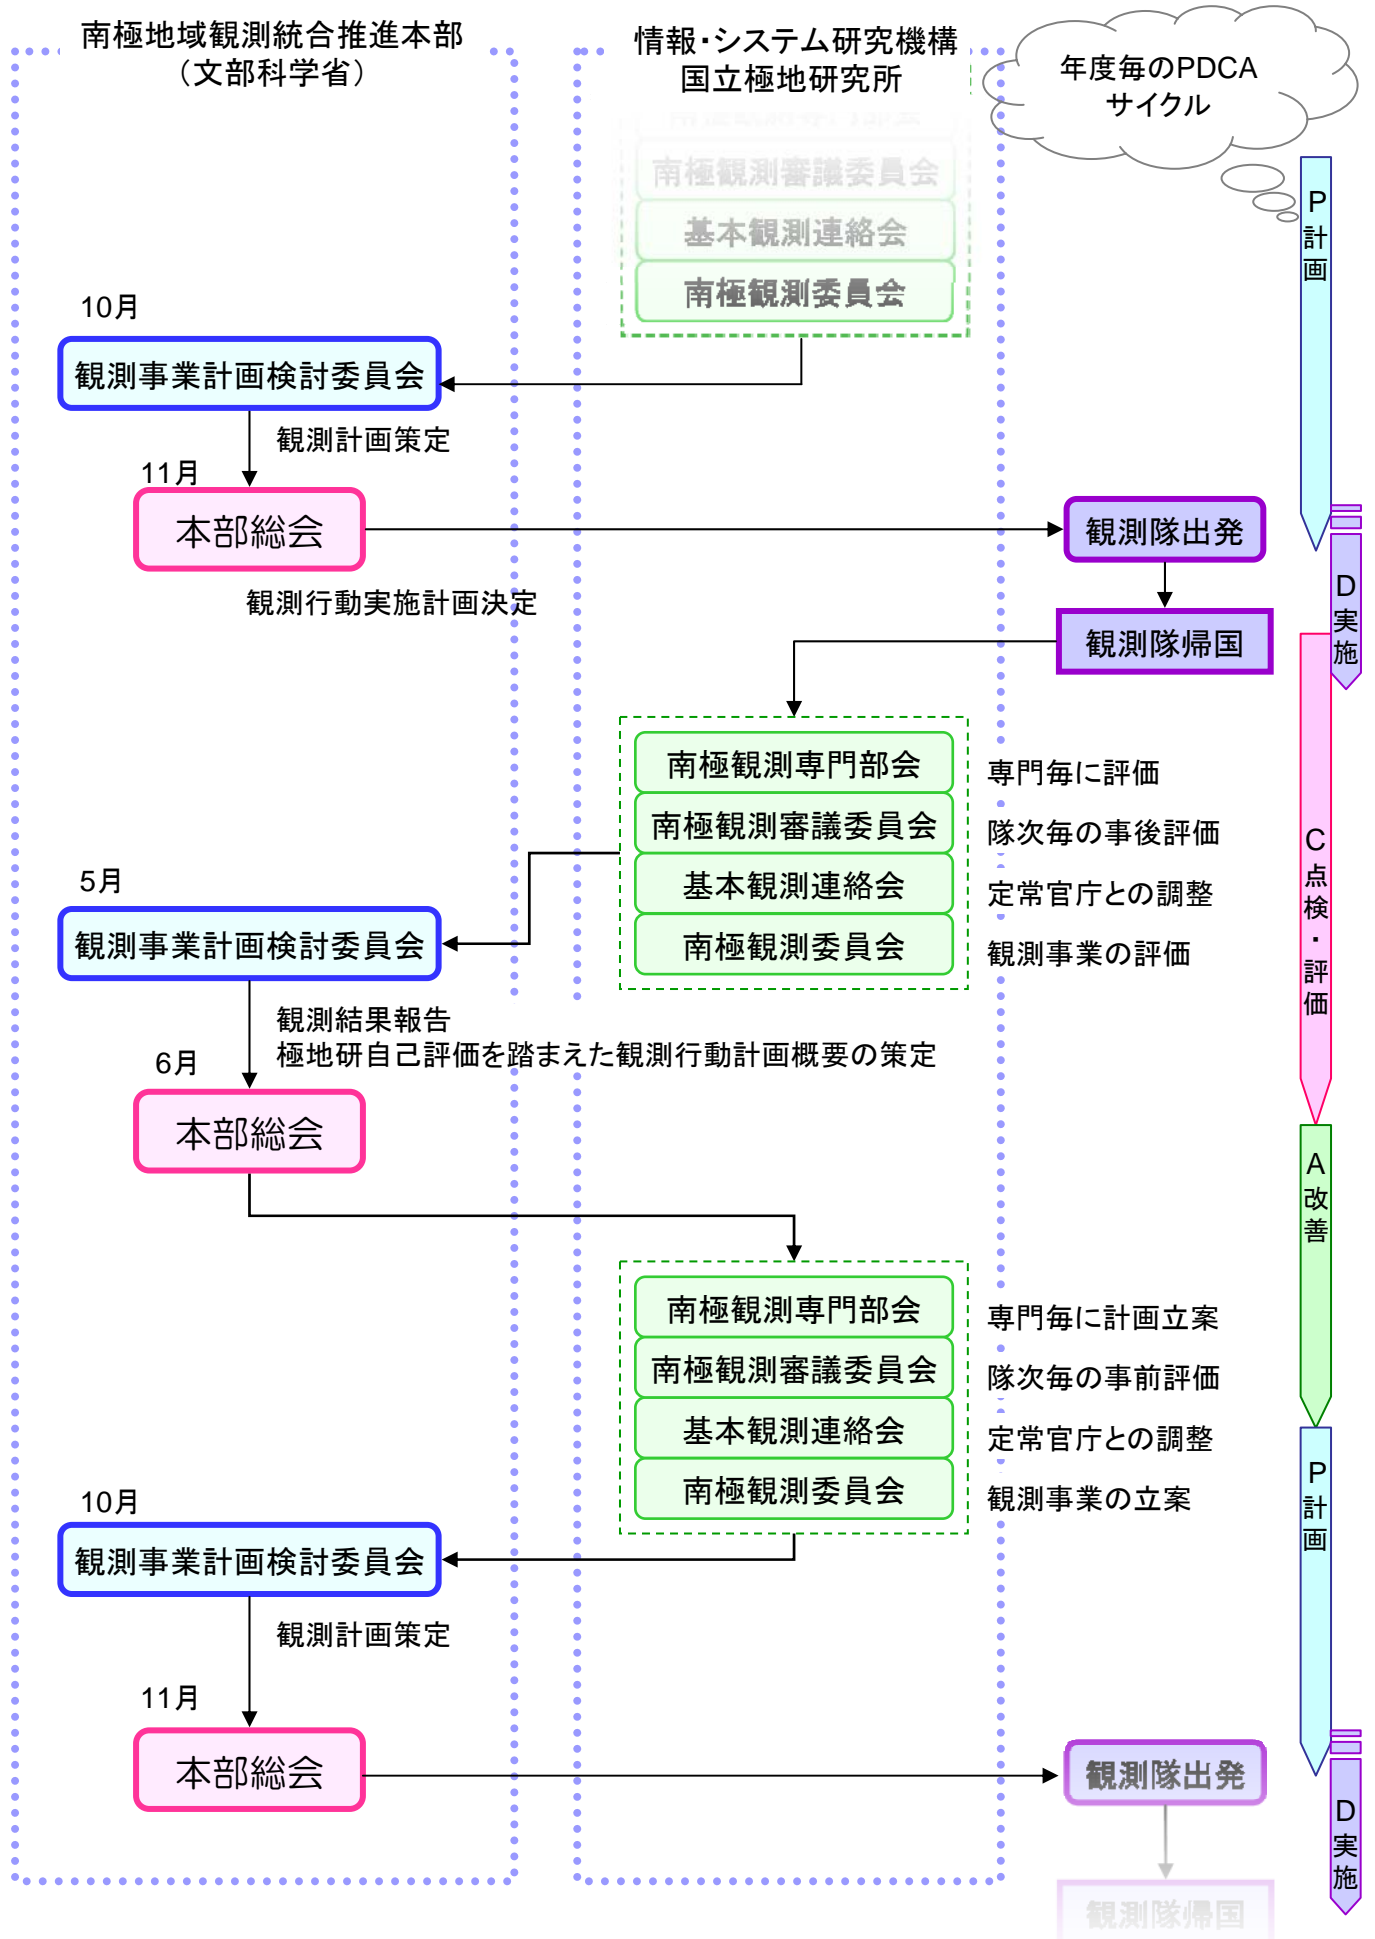 南極地域観測統合推進本部
（文部科学省）
情報・システム研究機構
国立極地研究所
年度毎のPDCA
サイクル
南極観測専門部会
南極観測審議委員会
基本観測連絡会
南極観測委員会
P
計
画
10月
観測事業計画検討委員会
観測計画策定
11月
本部総会
観測隊出発
観測行動実施計画決定
観測隊帰国
D
実
施
南極観測専門部会
専門毎に評価
南極観測審議委員会
隊次毎の事後評価
基本観測連絡会
定常官庁との調整
南極観測委員会
観測事業の評価
C
点
検
・
評
価
5月
観測事業計画検討委員会
観測結果報告
極地研自己評価を踏まえた観測行動計画概要の策定
6月
本部総会
A
改
善
南極観測専門部会
専門毎に計画立案
南極観測審議委員会
隊次毎の事前評価
基本観測連絡会
定常官庁との調整
南極観測委員会
観測事業の立案
P
計
画
10月
観測事業計画検討委員会
観測計画策定
11月
本部総会
観測隊出発
D
実
施
観測隊帰国